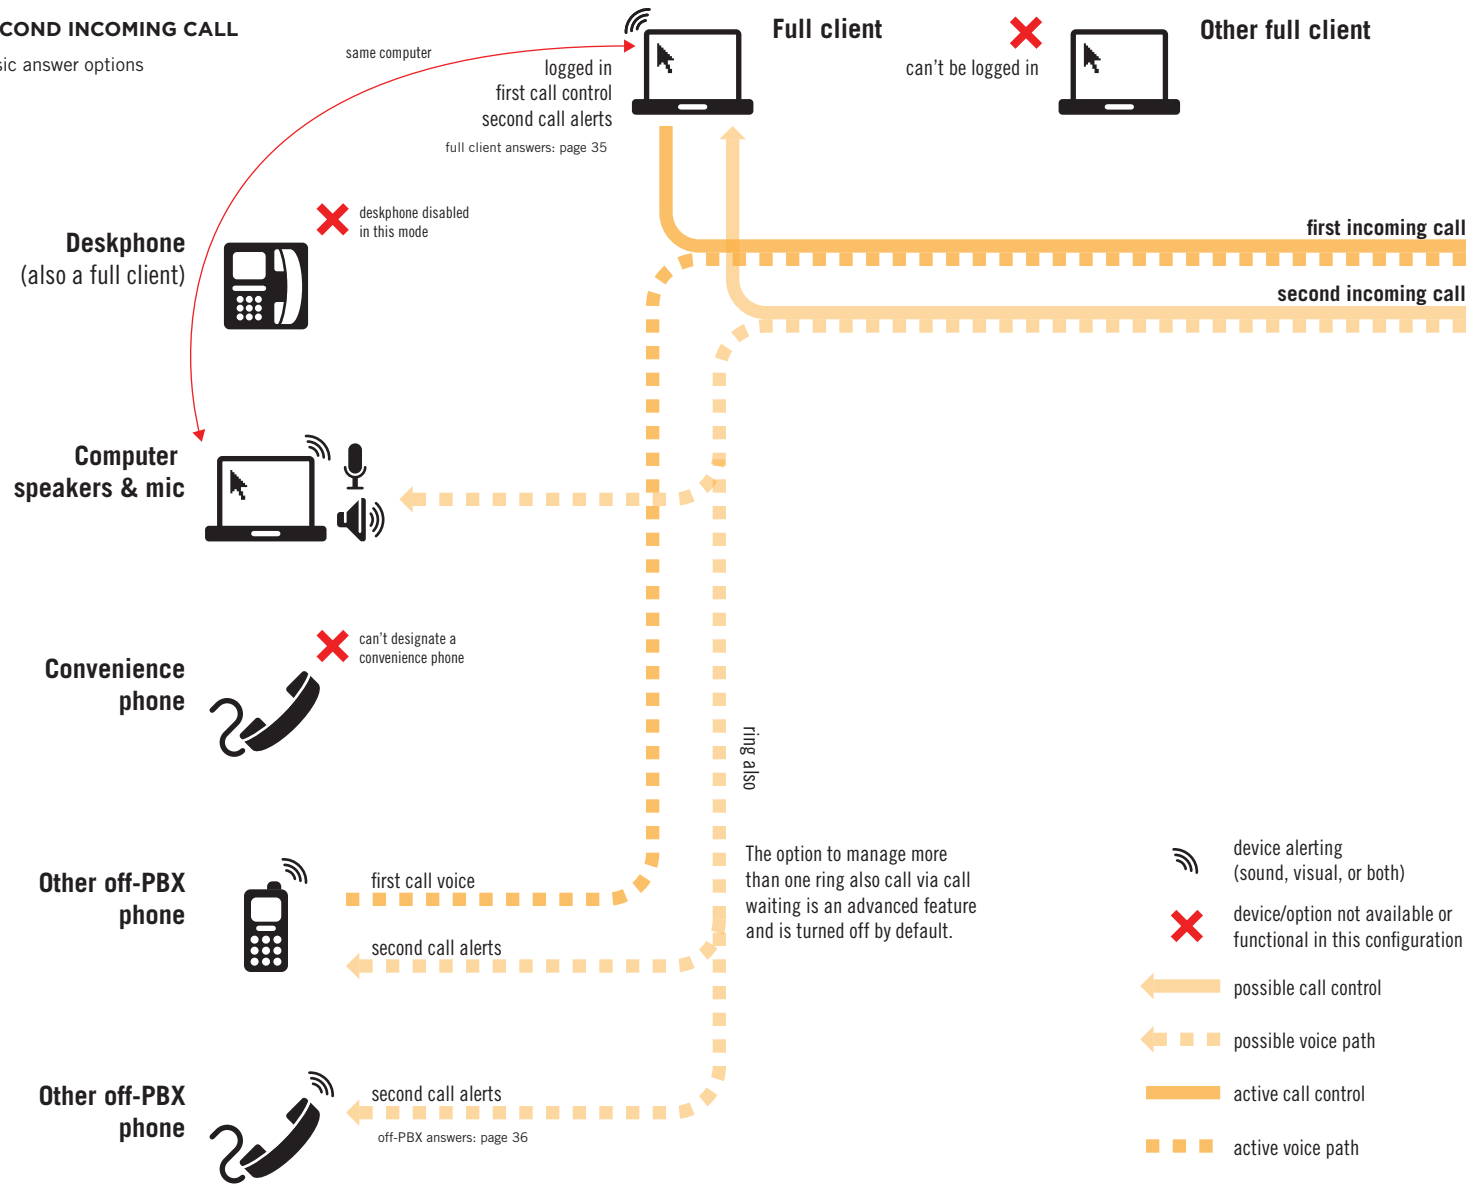 COND INCOMING CALL
sic answer options
same computer
logged in
first call control
second call alerts
full client answers: page 35
Full client
can't be logged in
Other full client
Deskphone
(also a full client)
deskphone disabled
in this mode
first incoming call
second incoming call
Computer
speakers & mic
Convenience
phone
can't designate a
convenience phone
ring also
Other off-PBX
phone
first call voice
second call alerts
The option to manage more
than one ring also call via call
waiting is an advanced feature
and is turned off by default.
Other off-PBX
phone
second call alerts
off-PBX answers: page 36
device alerting
(sound, visual, or both)
device/option not available or
functional in this configuration
possible call control
possible voice path
active call control
active voice path